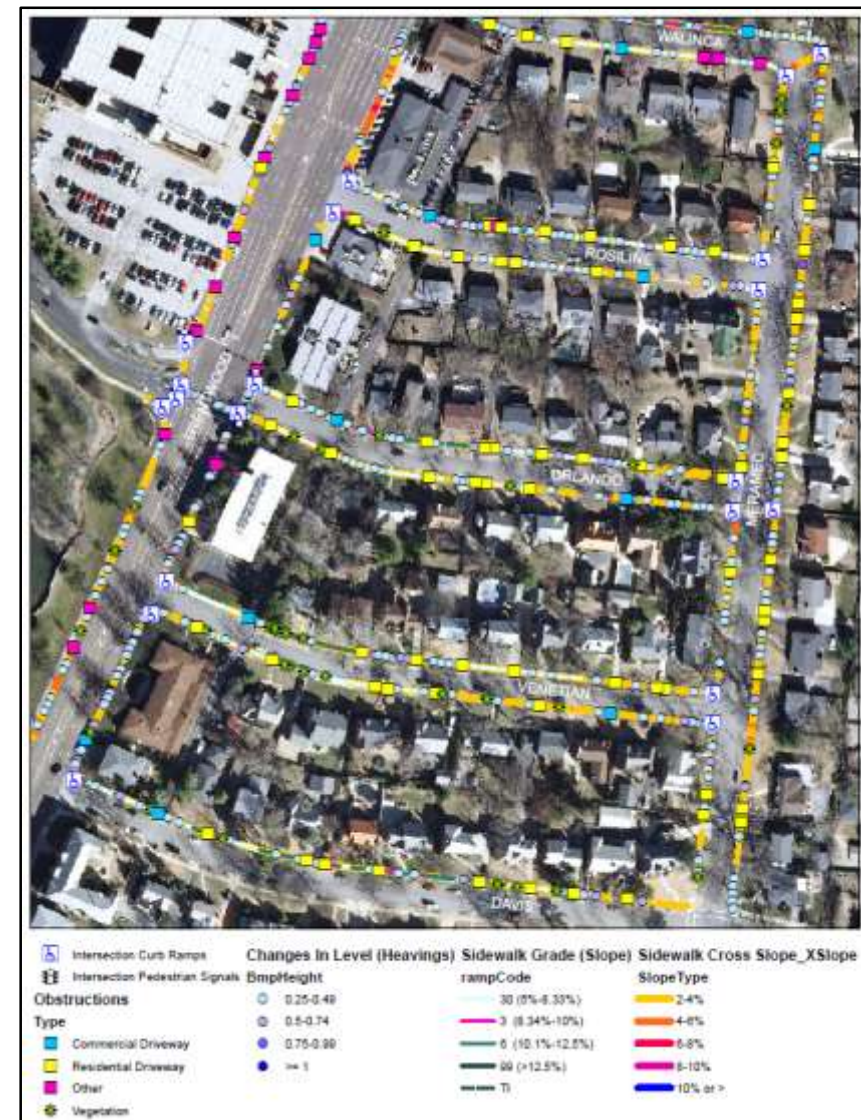 WALINCA
ROSILINE
ORLANDO
MERAMEC
VENETIAN
DAVIS
Intersection Curb Ramps
Intersection Pedestrian Signals
Obstructions
Type
Commercial Driveway
Residential Driveway
Other
Vegetation
Changes In Level (Heavings)
BmpHeight
0.25-0.49
0.5-0.74
0.75-0.99
>= 1
Sidewalk Grade (Slope)
rampCode
30 (5%-8.33%)
3 (8.34%-10%)
6 (10.1%-12.5%)
99 (>12.5%)
TI
Sidewalk Cross Slope_XSlope
SlopeType
2-4%
4-6%
6-8%
8-10%
10% or >